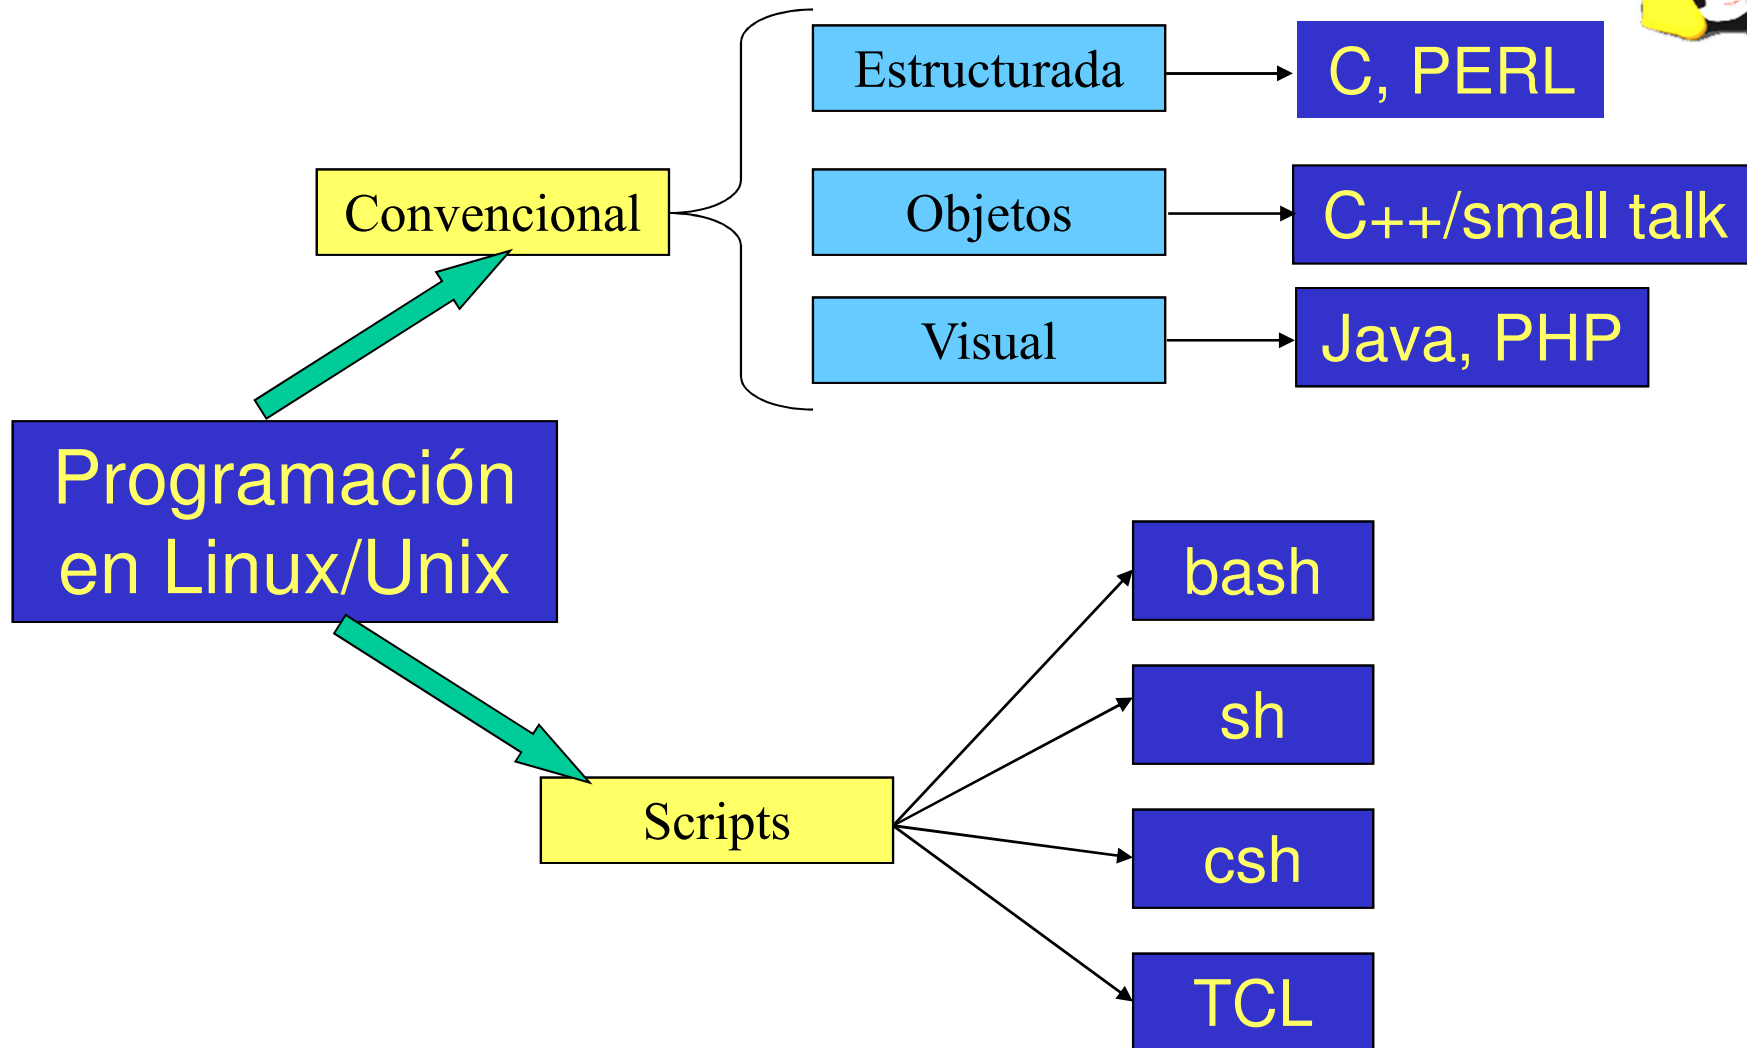 Estructurada
C, PERL
Convencional
Objetos
C++/small talk
Visual
Java, PHP
Programación
en Linux/Unix
bash
sh
Scripts
csh
TCL